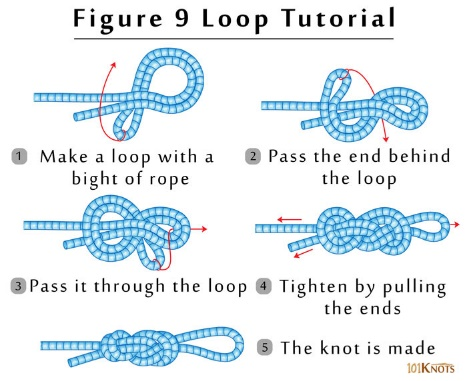 Figure 9 Loop Tutorial
1 Make a loop with a
bight of rope
2 Pass the end behind
the loop
3 Pass it through the loop
4 Tighten by pulling
the ends
5 The knot is made
101KNOTS